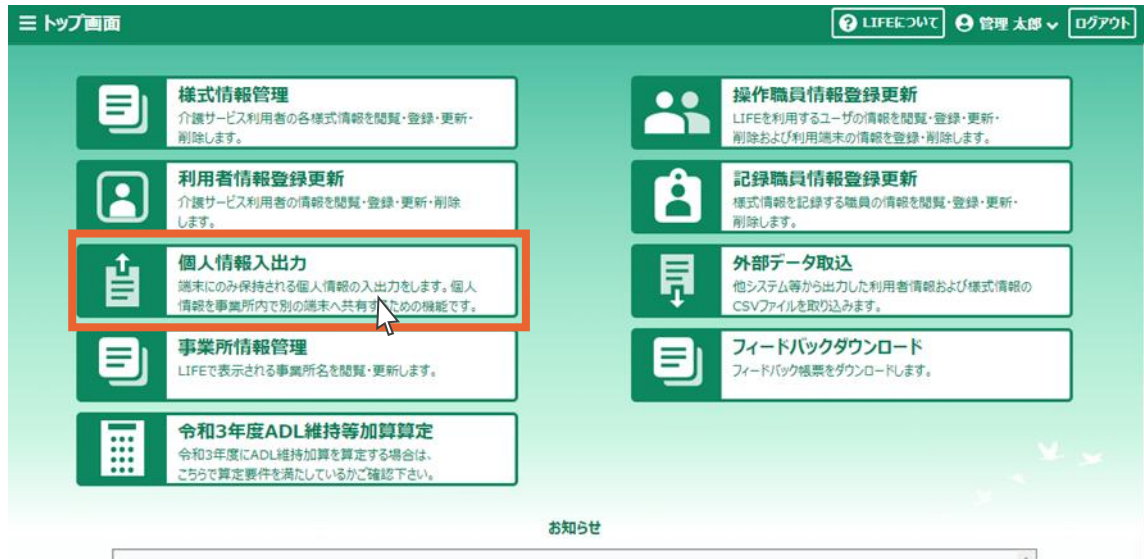 トップ画面
LIFEについて
管理 太郎
ログアウト
様式情報管理
介護サービス利用者の各様式情報を閲覧・登録・更新・
削除します。
操作職員情報登録更新
LIFEを利用するユーザの情報を閲覧・登録・更新・
削除および利用端末の情報を登録・削除します。
利用者情報登録更新
介護サービス利用者の情報を閲覧・登録・更新・削除
します。
記録職員情報登録更新
様式情報を記録する職員の情報を閲覧・登録・更新・
削除します。
個人情報入出力
端末にのみ保持される個人情報の入出力をします。個人
情報を事業所内で別の端末へ共有するための機能です。
外部データ取込
他システム等から出力した利用者情報および様式情報の
CSVファイルを取り込みます。
事業所情報管理
LIFEで表示される事業所名を閲覧・更新します。
フィードバックダウンロード
フィードバック帳票をダウンロードします。
令和3年度ADL維持等加算算定
令和3年度にADL維持加算を算定する場合は、
こちらで算定要件を満たしているかご確認下さい。
お知らせ